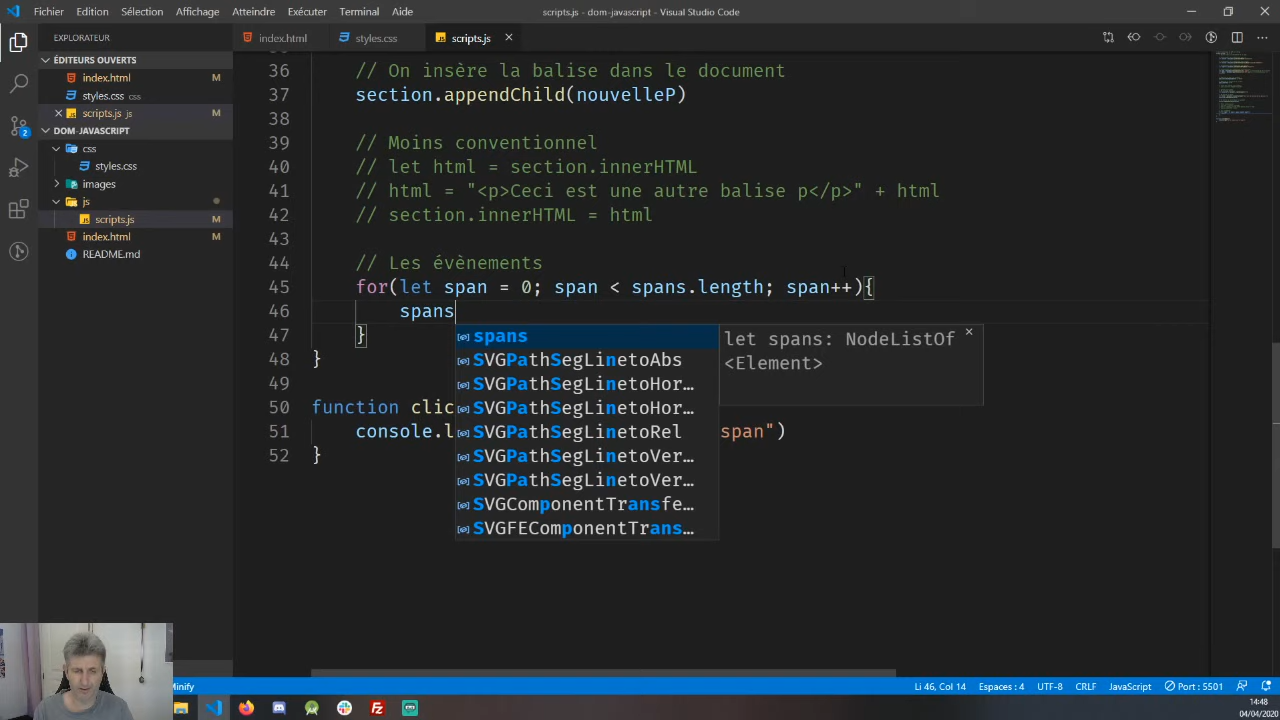 Fichier Edition Sélection Affichage Atteindre Exécuter Terminal Aide
scripts.js - dom-javascript - Visual Studio Code
EXPLORATEUR
index.html
styles.css
scripts.js
ÉDITEURS OUVERTS
index.html M
styles.css css
scripts.js js M
DOM-JAVASCRIPT
css
styles.css
images
js
scripts.js M
index.html M
README.md
2
36 // On insère la balise dans le document
37 section appendChild(nouvelleP)
38
39 // Moins conventionnel
40 // let html = section.innerHTML
41 // html = "<p>Ceci est une autre balise p</p>" + html
42 // section.innerHTML = html
43
44 // Les évènements
45 for(let span = 0; span < spans.length; span++){
46 spans
47 }
48 }
49
50 function clic
51 console.l span")
52 }
spans
SVGPathSegLinetoAbs
SVGPathSegLinetoHor…
SVGPathSegLinetoHor…
SVGPathSegLinetoRel
SVGPathSegLinetoVer…
SVGPathSegLinetoVer…
SVGComponentTransfe…
SVGFEComponentTrans…
let spans: NodeListOf
<Element>
Minify
Li 46, Col 14 Espaces : 4 UTF-8 CRLF JavaScript Port : 5501
14:48
04/04/2020